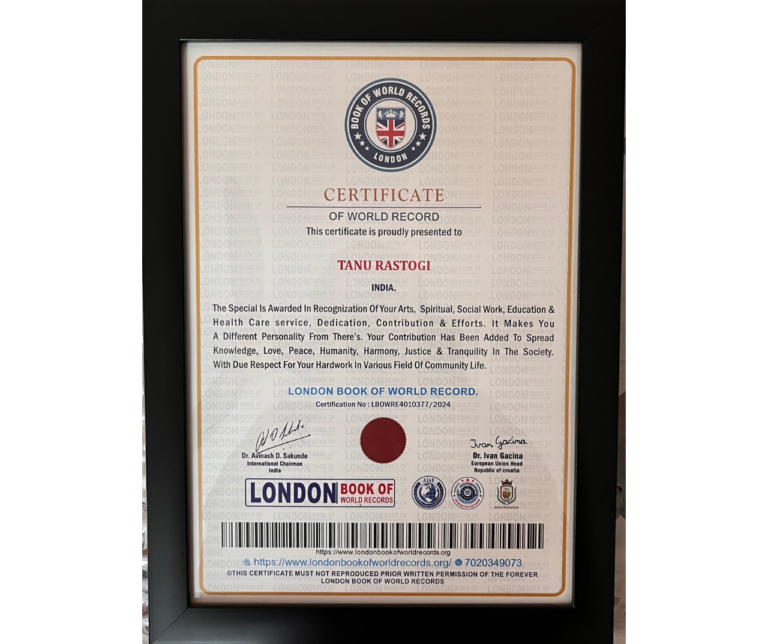 BOOK OF WORLD RECORDS
LONDON
CERTIFICATE
OF WORLD RECORD
This certificate is proudly presented to
TANU RASTOGI
INDIA.
The Special Is Awarded In Recognization Of Your Arts, Spiritual, Social Work, Education &
Health Care service, Dedication, Contribution & Efforts. It Makes You
A Different Personality From There's. Your Contribution Has Been Added To Spread
Knowledge, Love, Peace, Humanity, Harmony, Justice & Tranquility In The Society.
With Due Respect For Your Hardwork In Various Field Of Community Life.
LONDON BOOK OF WORLD RECORD.
Certification No : LBOWRE4010377/2024
Dr. Avinash D. Sakunde
International Chairman
India
Ivan Gacina
Dr. Ivan Gacina
European Union Head
Republic of croatia
LONDON BOOK OF
WORLD RECORDS
https://www.londonbookofworldrecords.org
https://www.londonbookofworldrecords.org/ 7020349073
©THIS CERTIFICATE MUST NOT REPRODUCED PRIOR WRITTEN PERMISSION OF THE FOREVER
LONDON BOOK OF WORLD RECORDS